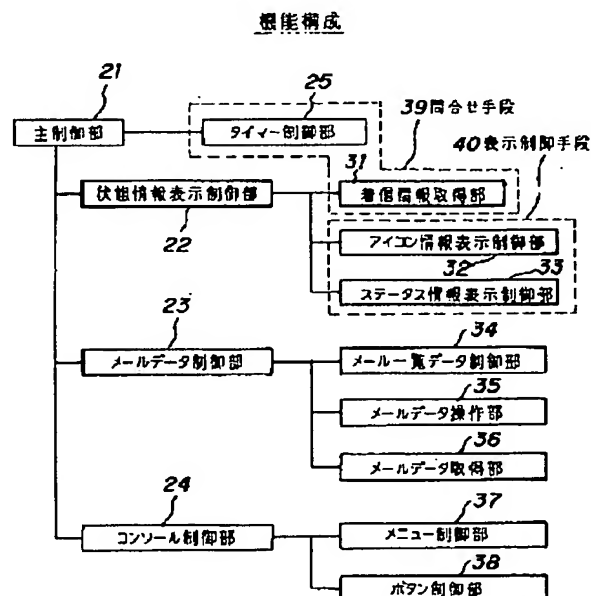 機能構成
21
25
39問合せ手段
主制御部
タイマー制御部
40表示制御手段
31
状態情報表示制御部
着信情報取得部
22
アイコン情報表示制御部
32
33
ステータス情報表示制御部
23
34
メールデータ制御部
メール一覧データ制御部
35
メールデータ操作部
36
メールデータ取得部
24
37
コンソール制御部
メニュー制御部
38
ボタン制御部